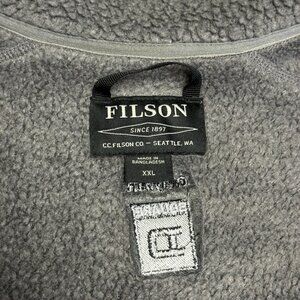 FILSON
SINCE 1897
C.C. FILSON CO. — SEATTLE, WA
MADE IN
BANGLADESH
XXL